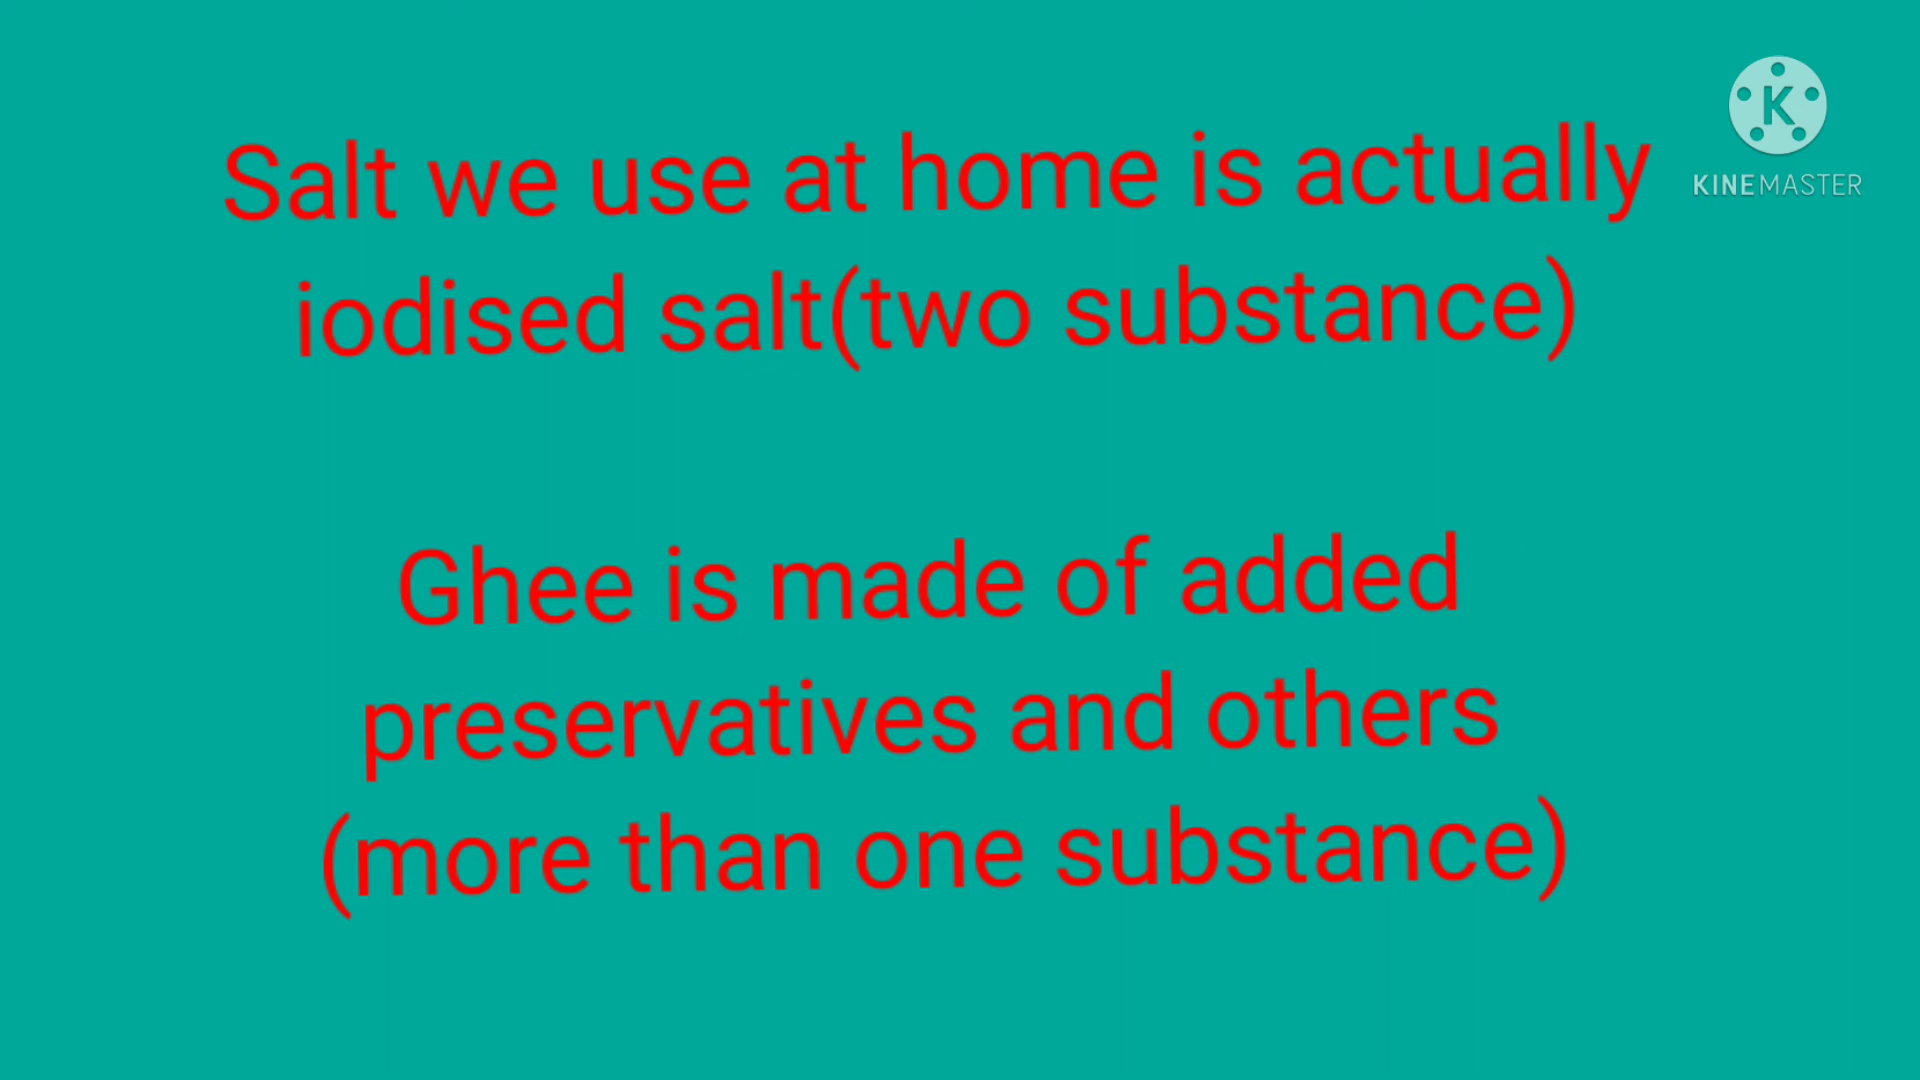 Salt we use at home is actually
iodised salt(two substance)
Ghee is made of added
preservatives and others
(more than one substance)
K
KINEMASTER